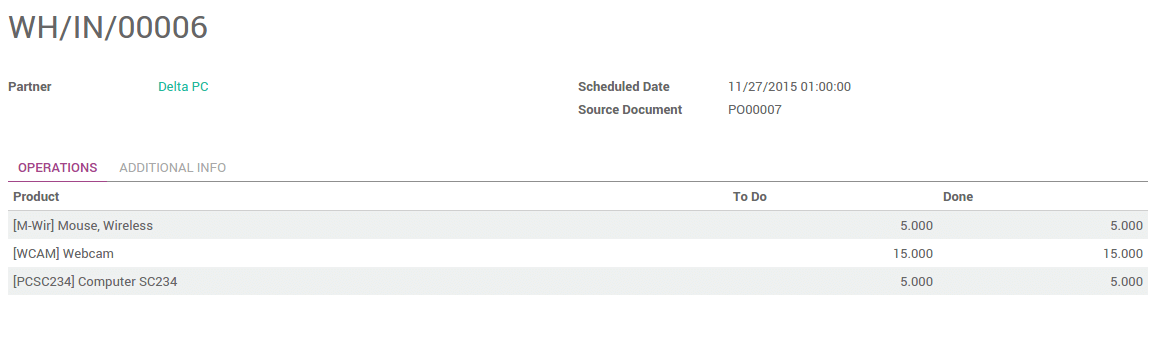 WH/IN/00006
Partner Delta PC Scheduled Date 11/27/2015 01:00:00
Source Document PO00007
OPERATIONS ADDITIONAL INFO
Product To Do Done
[M-Wir] Mouse, Wireless 5.000 5.000
[WCAM] Webcam 15.000 15.000
[PCSC234] Computer SC234 5.000 5.000